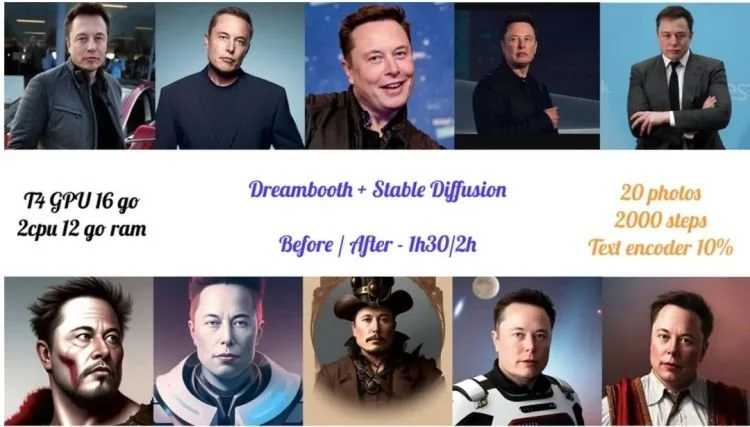 T4 GPU 16 go
2cpu 12 go ram
Dreambooth + Stable Diffusion
Before / After - 1h30/2h
20 photos
2000 steps
Text encoder 10%